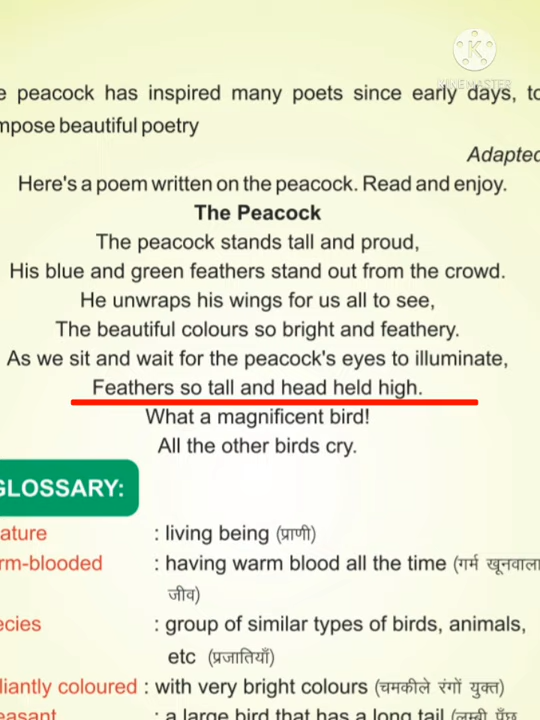 KINEMASTER
e peacock has inspired many poets since early days, to
mpose beautiful poetry
Adapted
Here's a poem written on the peacock. Read and enjoy.
The Peacock
The peacock stands tall and proud,
His blue and green feathers stand out from the crowd.
He unwraps his wings for us all to see,
The beautiful colours so bright and feathery.
As we sit and wait for the peacock's eyes to illuminate,
Feathers so tall and head held high.
What a magnificent bird!
All the other birds cry.
GLOSSARY:
ature : living being (प्राणी)
rm-blooded : having warm blood all the time (गर्म खूनवाला
जीव)
ecies : group of similar types of birds, animals,
etc (प्रजातियाँ)
liantly coloured : with very bright colours (चमकीले रंगों युक्त)
easant : a large bird that has a long tail (लम्बी पूँछ